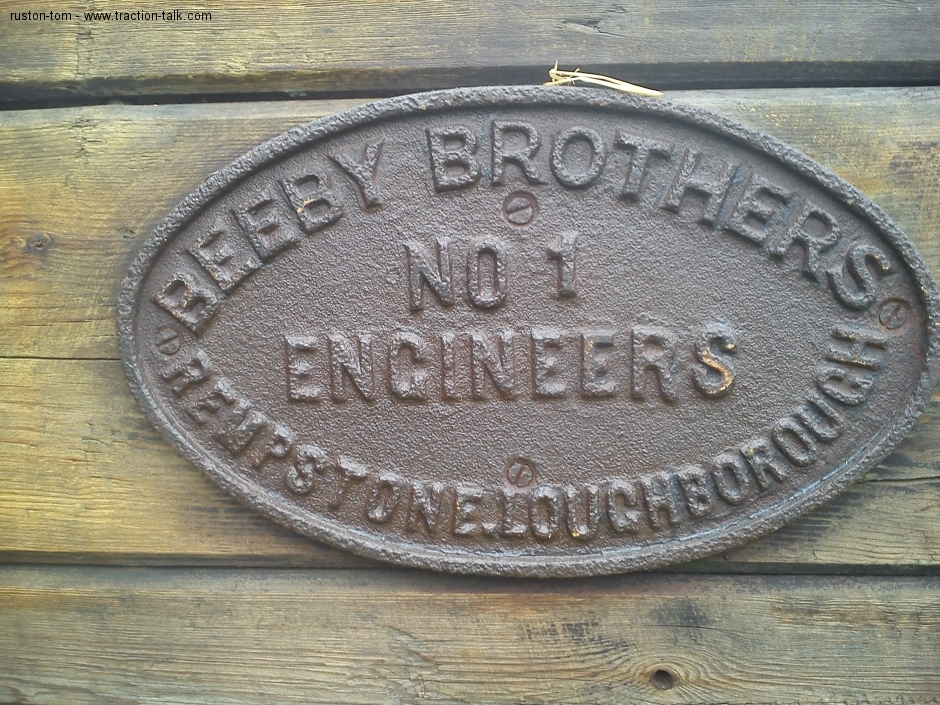 ruston-tom - www.traction-talk.com
BEEBY BROTHERS
NO 1
ENGINEERS
REMPSTONE.LOUGHBOROUGH